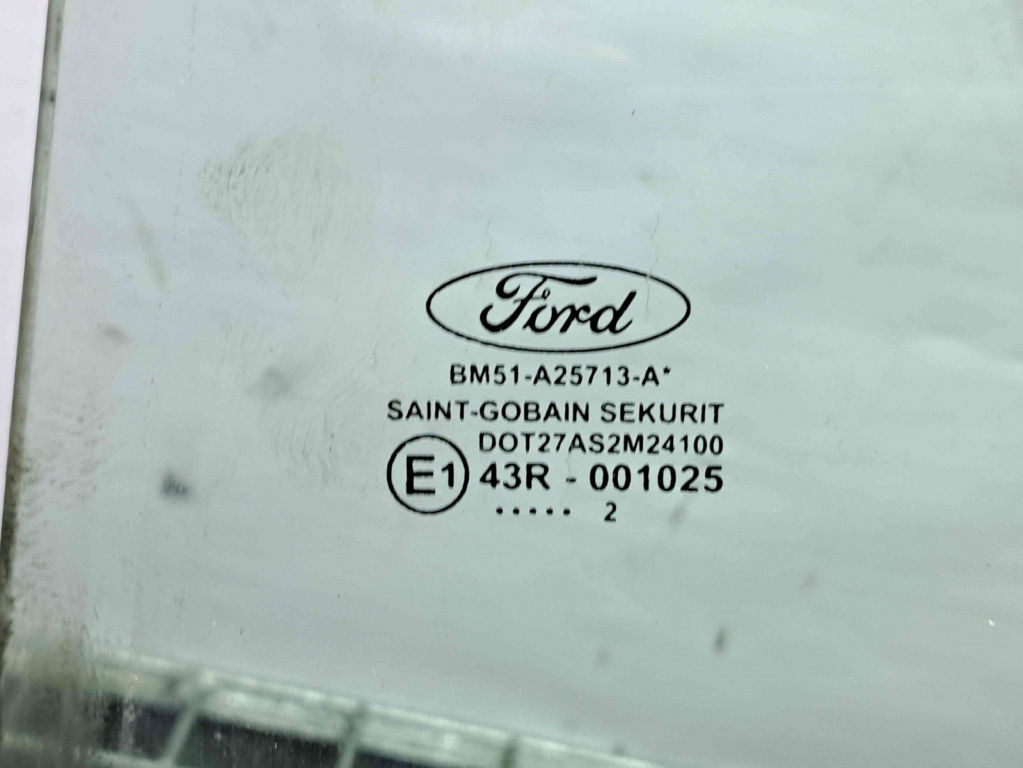 Ford
BM51-A25713-A*
SAINT-GOBAIN SEKURIT
DOT27AS2M24100
E1 43R - 001025
..... 2